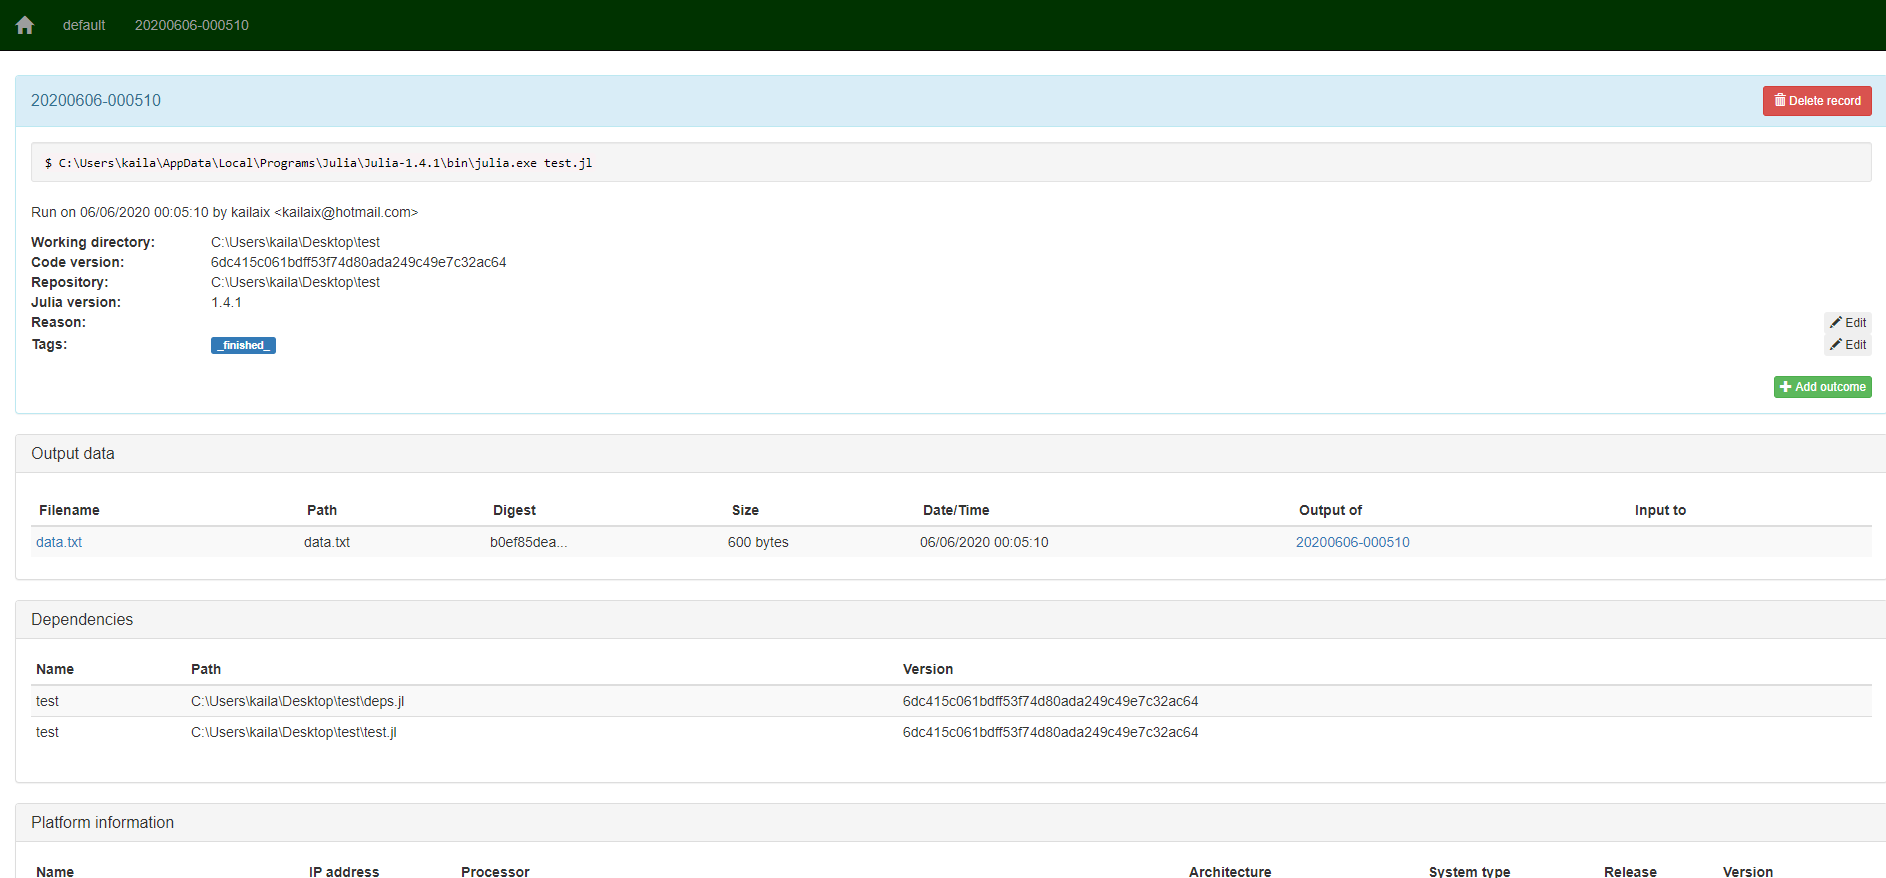 default 20200606-000510
20200606-000510 Delete record
$ C:\Users\kaila\AppData\Local\Programs\Julia\Julia-1.4.1\bin\julia.exe test.jl
Run on 06/06/2020 00:05:10 by kailaix <kailaix@hotmail.com>
Working directory: C:\Users\kaila\Desktop\test
Code version: 6dc415c061bdff53f74d80ada249c49e7c32ac64
Repository: C:\Users\kaila\Desktop\test
Julia version: 1.4.1
Reason: Edit
Tags: _finished_ Edit
Add outcome
Output data
Filename Path Digest Size Date/Time Output of Input to
data.txt data.txt b0ef85dea... 600 bytes 06/06/2020 00:05:10 20200606-000510
Dependencies
Name Path Version
test C:\Users\kaila\Desktop\test\deps.jl 6dc415c061bdff53f74d80ada249c49e7c32ac64
test C:\Users\kaila\Desktop\test\test.jl 6dc415c061bdff53f74d80ada249c49e7c32ac64
Platform information
Name IP address Processor Architecture System type Release Version